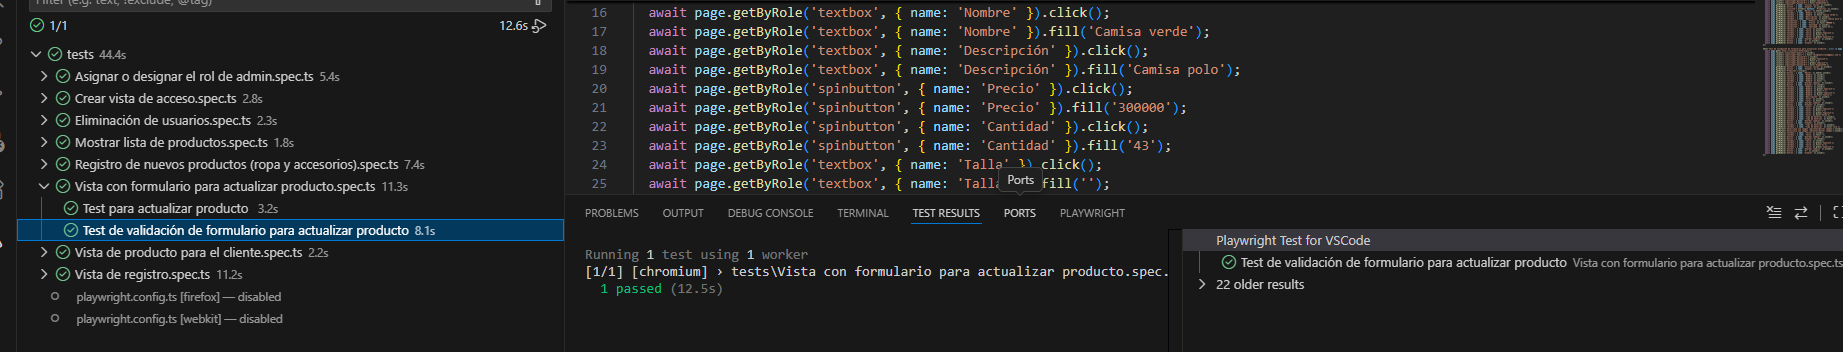 Filter (e.g. text, !exclude, @tag)
1/1
12.6s
tests 44.4s
Asignar o designar el rol de admin.spec.ts 5.4s
Crear vista de acceso.spec.ts 2.8s
Eliminación de usuarios.spec.ts 2.3s
Mostrar lista de productos.spec.ts 1.8s
Registro de nuevos productos (ropa y accesorios).spec.ts 7.4s
Vista con formulario para actualizar producto.spec.ts 11.3s
Test para actualizar producto 3.2s
Test de validación de formulario para actualizar producto 8.1s
Vista de producto para el cliente.spec.ts 2.2s
Vista de registro.spec.ts 11.2s
playwright.config.ts [firefox] — disabled
playwright.config.ts [webkit] — disabled
16 await page.getByRole('textbox', { name: 'Nombre' }).click();
17 await page.getByRole('textbox', { name: 'Nombre' }).fill('Camisa verde');
18 await page.getByRole('textbox', { name: 'Descripción' }).click();
19 await page.getByRole('textbox', { name: 'Descripción' }).fill('Camisa polo');
20 await page.getByRole('spinbutton', { name: 'Precio' }).click();
21 await page.getByRole('spinbutton', { name: 'Precio' }).fill('300000');
22 await page.getByRole('spinbutton', { name: 'Cantidad' }).click();
23 await page.getByRole('spinbutton', { name: 'Cantidad' }).fill('43');
24 await page.getByRole('textbox', { name: 'Talla' }) click();
25 await page.getByRole('textbox', { name: 'Talla fill('');
Ports
PROBLEMS OUTPUT DEBUG CONSOLE TERMINAL TEST RESULTS PORTS PLAYWRIGHT
Running 1 test using 1 worker
[1/1] [chromium] › tests\Vista con formulario para actualizar producto.spec.
1 passed (12.5s)
Playwright Test for VSCode
Test de validación de formulario para actualizar producto Vista con formulario para actualizar producto.spec.ts
22 older results